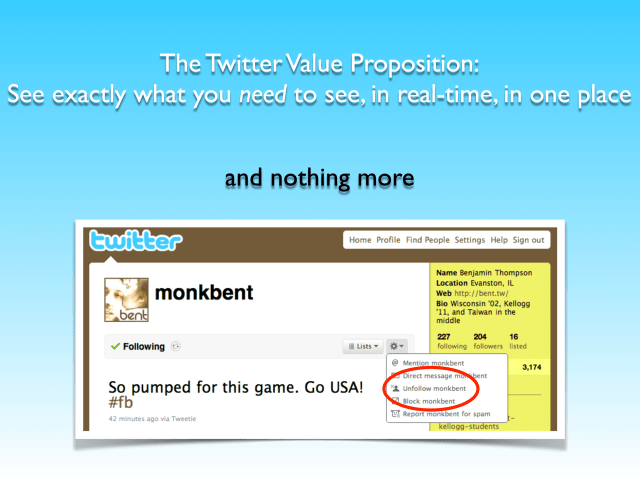 The Twitter Value Proposition:
See exactly what you need to see, in real-time, in one place
and nothing more
twitter
Home Profile Find People Settings Help Sign out
bent
monkbent
Name Benjamin Thompson
Location Evanston, IL
Web http://bent.tw/
Bio Wisconsin '02, Kellogg
'11, and Taiwan in the
middle
227 204 16
following followers listed
Following
Lists
3,174
@ Mention monkbent
Direct message monkbent
Unfollow monkbent
Block monkbent
Report monkbent for spam
So pumped for this game. Go USA!
#fb
42 minutes ago via Tweetie
kellogg-students